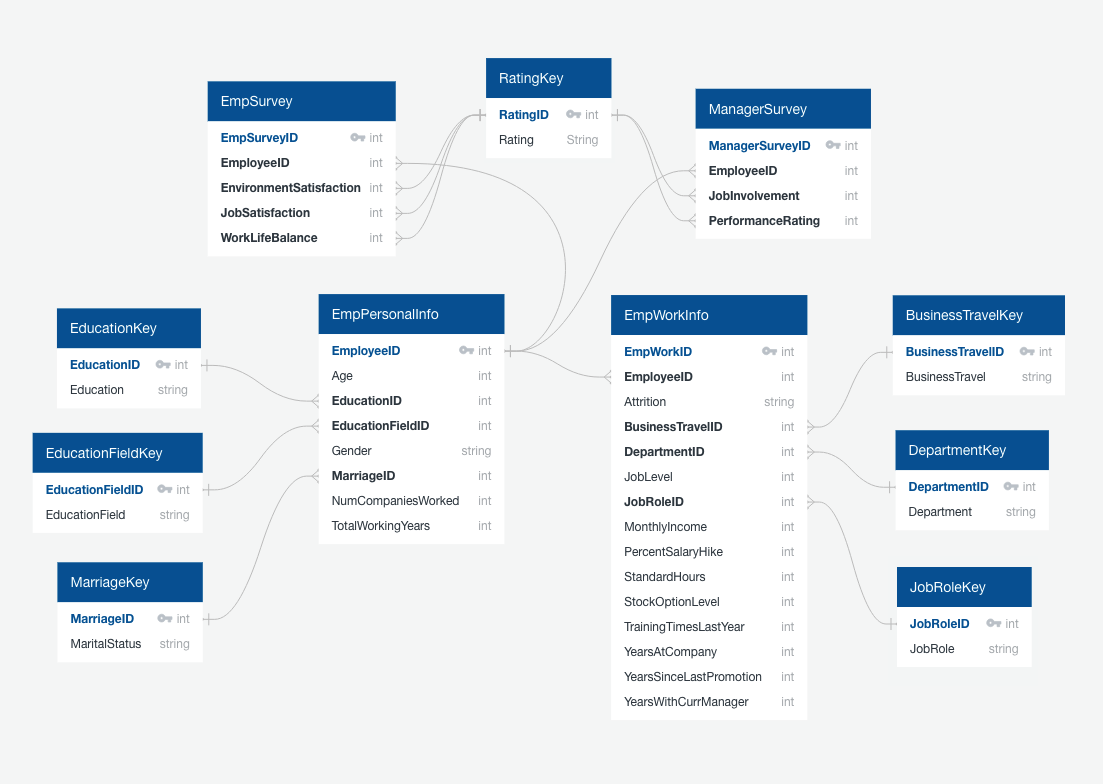 RatingKey
RatingID int
Rating String
EmpSurvey
EmpSurveyID int
EmployeeID int
EnvironmentSatisfaction int
JobSatisfaction int
WorkLifeBalance int
ManagerSurvey
ManagerSurveyID int
EmployeeID int
JobInvolvement int
PerformanceRating int
EducationKey
EducationID int
Education string
EducationFieldKey
EducationFieldID int
EducationField string
MarriageKey
MarriageID int
MaritalStatus string
EmpPersonalInfo
EmployeeID int
Age int
EducationID int
EducationFieldID int
Gender string
MarriageID int
NumCompaniesWorked int
TotalWorkingYears int
EmpWorkInfo
EmpWorkID int
EmployeeID int
Attrition string
BusinessTravelID int
DepartmentID int
JobLevel int
JobRoleID int
MonthlyIncome int
PercentSalaryHike int
StandardHours int
StockOptionLevel int
TrainingTimesLastYear int
YearsAtCompany int
YearsSinceLastPromotion int
YearsWithCurrManager int
BusinessTravelKey
BusinessTravelID int
BusinessTravel string
DepartmentKey
DepartmentID int
Department string
JobRoleKey
JobRoleID int
JobRole string